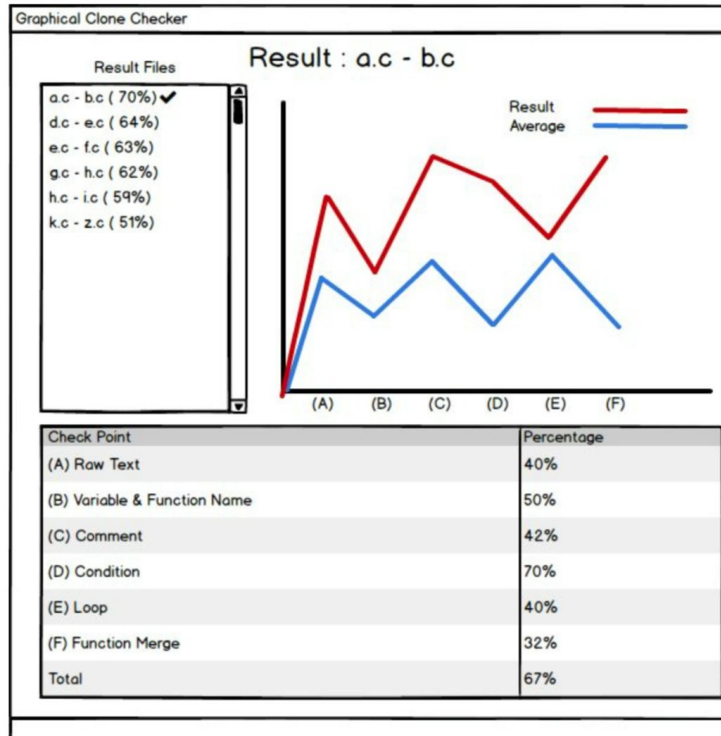 Graphical Clone Checker
Result : a.c - b.c
Result Files
a.c - b.c ( 70%)
d.c - e.c ( 64%)
e.c - f.c ( 63%)
g.c - h.c ( 62%)
h.c - i.c ( 59%)
k.c - z.c ( 51%)
Result
Average
(A) (B) (C) (D) (E) (F)
Check Point Percentage
(A) Raw Text 40%
(B) Variable & Function Name 50%
(C) Comment 42%
(D) Condition 70%
(E) Loop 40%
(F) Function Merge 32%
Total 67%